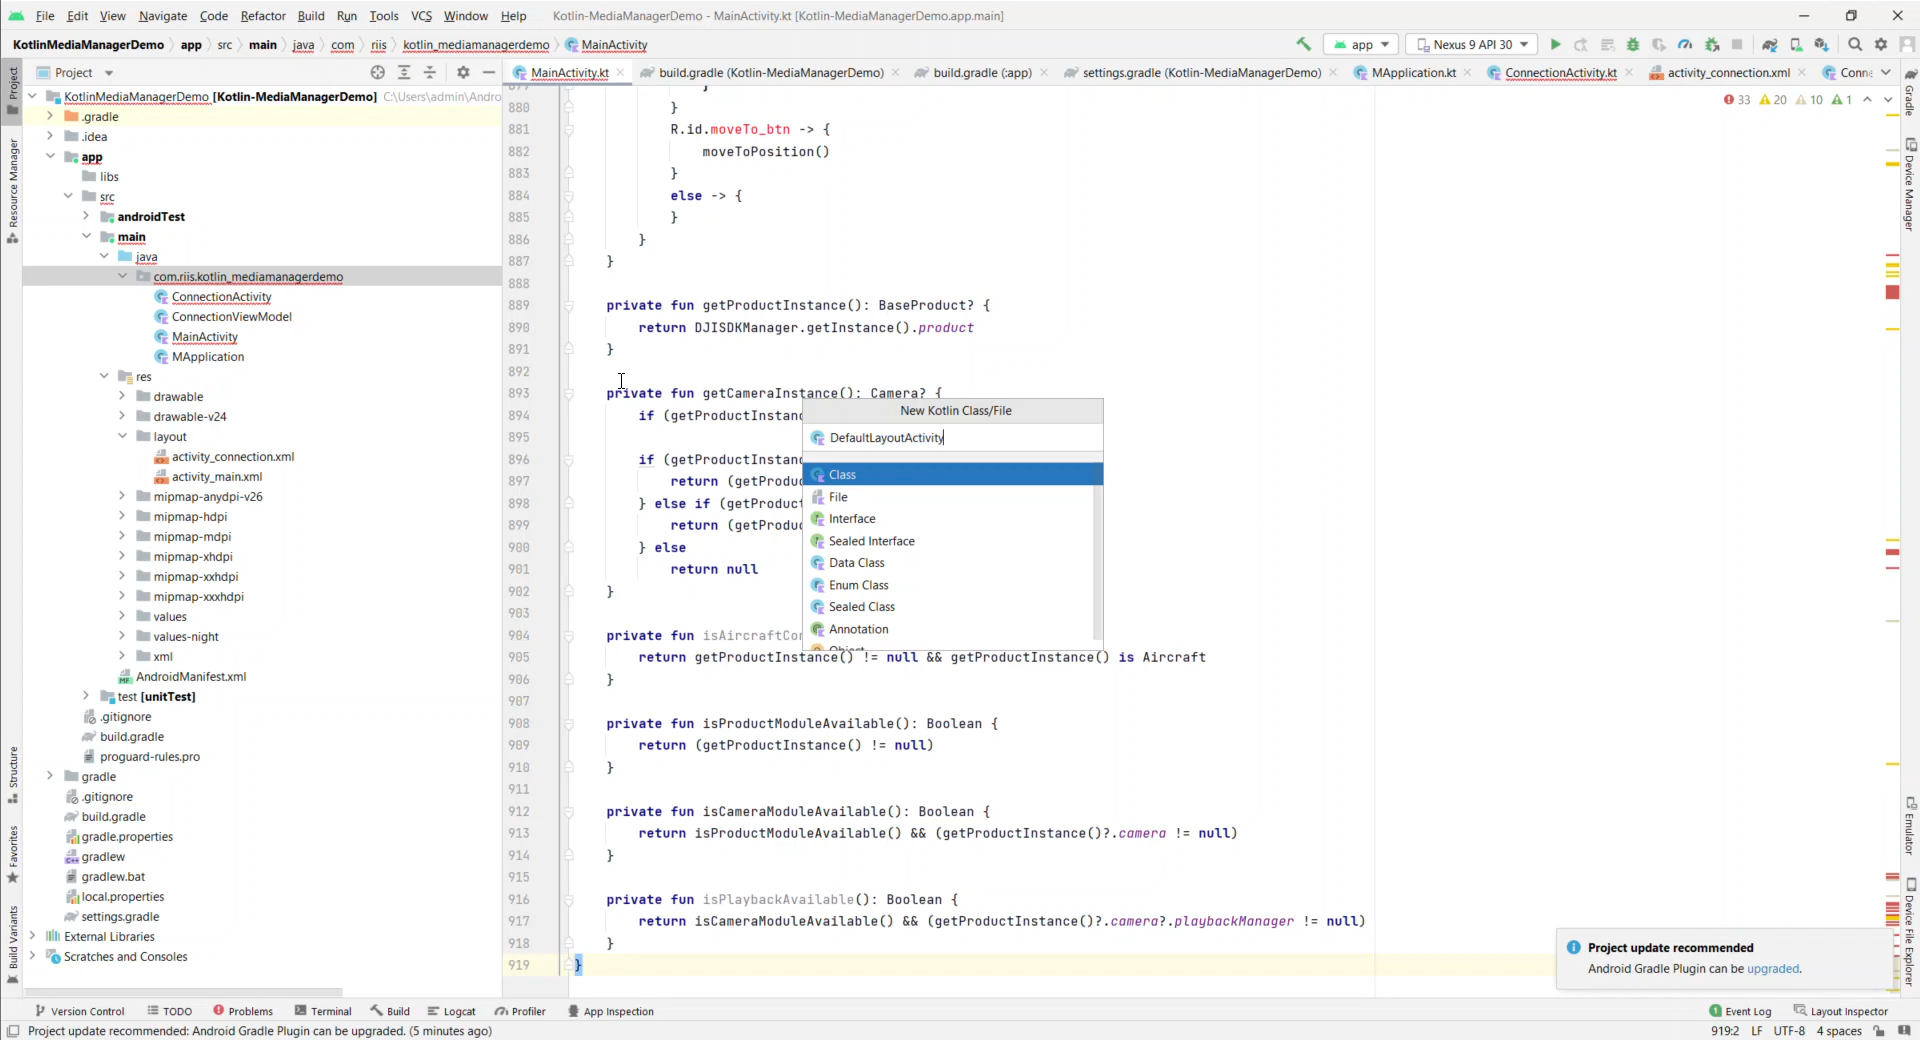 File Edit View Navigate Code Refactor Build Run Tools VCS Window Help Kotlin-MediaManagerDemo - MainActivity.kt [Kotlin-MediaManagerDemo.app.main]
KotlinMediaManagerDemo app src main java com riis kotlin_mediamanagerdemo MainActivity app Nexus 9 API 30
Project MainActivity.kt build.gradle (Kotlin-MediaManagerDemo) build.gradle (:app) settings.gradle (Kotlin-MediaManagerDemo) MApplication.kt ConnectionActivity.kt activity_connection.xml Conne
33 20 10 1
Project
Resource Manager
Structure
Favorites
Build Variants
KotlinMediaManagerDemo [Kotlin-MediaManagerDemo] C:\Users\admin\Andro
.gradle
.idea
app
libs
src
androidTest
main
java
com.riis.kotlin_mediamanagerdemo
ConnectionActivity
ConnectionViewModel
MainActivity
MApplication
res
drawable
drawable-v24
layout
activity_connection.xml
activity_main.xml
mipmap-anydpi-v26
mipmap-hdpi
mipmap-mdpi
mipmap-xhdpi
mipmap-xxhdpi
mipmap-xxxhdpi
values
values-night
xml
AndroidManifest.xml
test [unitTest]
.gitignore
build.gradle
proguard-rules.pro
gradle
.gitignore
build.gradle
gradle.properties
gradlew
gradlew.bat
local.properties
settings.gradle
External Libraries
Scratches and Consoles
880 }
881 R.id.moveTo_btn -> {
882 moveToPosition()
883 }
884 else -> {
885 }
886 }
887 }
888
889 private fun getProductInstance(): BaseProduct? {
890 return DJISDKManager.getInstance().product
891 }
892
893 private fun getCameraInstance(): Camera? {
894 if (getProductInstanc
895
896 if (getProductInstanc
897 return (getProduc
898 } else if (getProduct
899 return (getProduc
900 } else
901 return null
902 }
903
904 private fun isAircraftCon
905 return getProductInstance() != null && getProductInstance() is Aircraft
906 }
907
908 private fun isProductModuleAvailable(): Boolean {
909 return (getProductInstance() != null)
910 }
911
912 private fun isCameraModuleAvailable(): Boolean {
913 return isProductModuleAvailable() && (getProductInstance()?.camera != null)
914 }
915
916 private fun isPlaybackAvailable(): Boolean {
917 return isCameraModuleAvailable() && (getProductInstance()?.camera?.playbackManager != null)
918 }
919 }
New Kotlin Class/File
DefaultLayoutActivity
Class
File
Interface
Sealed Interface
Data Class
Enum Class
Sealed Class
Annotation
Object
Gradle
Device Manager
Emulator
Device File Explorer
Project update recommended
Android Gradle Plugin can be upgraded.
Version Control TODO Problems Terminal Build Logcat Profiler App Inspection 1 Event Log Layout Inspector
Project update recommended: Android Gradle Plugin can be upgraded. (5 minutes ago) 919:2 LF UTF-8 4 spaces